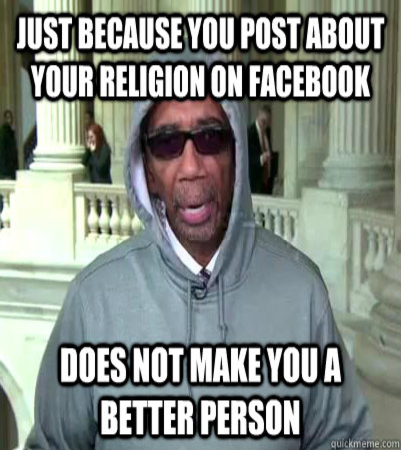 JUST BECAUSE YOU POST ABOUT
YOUR RELIGION ON FACEBOOK
DOES NOT MAKE YOU A
BETTER PERSON
quickmeme.com